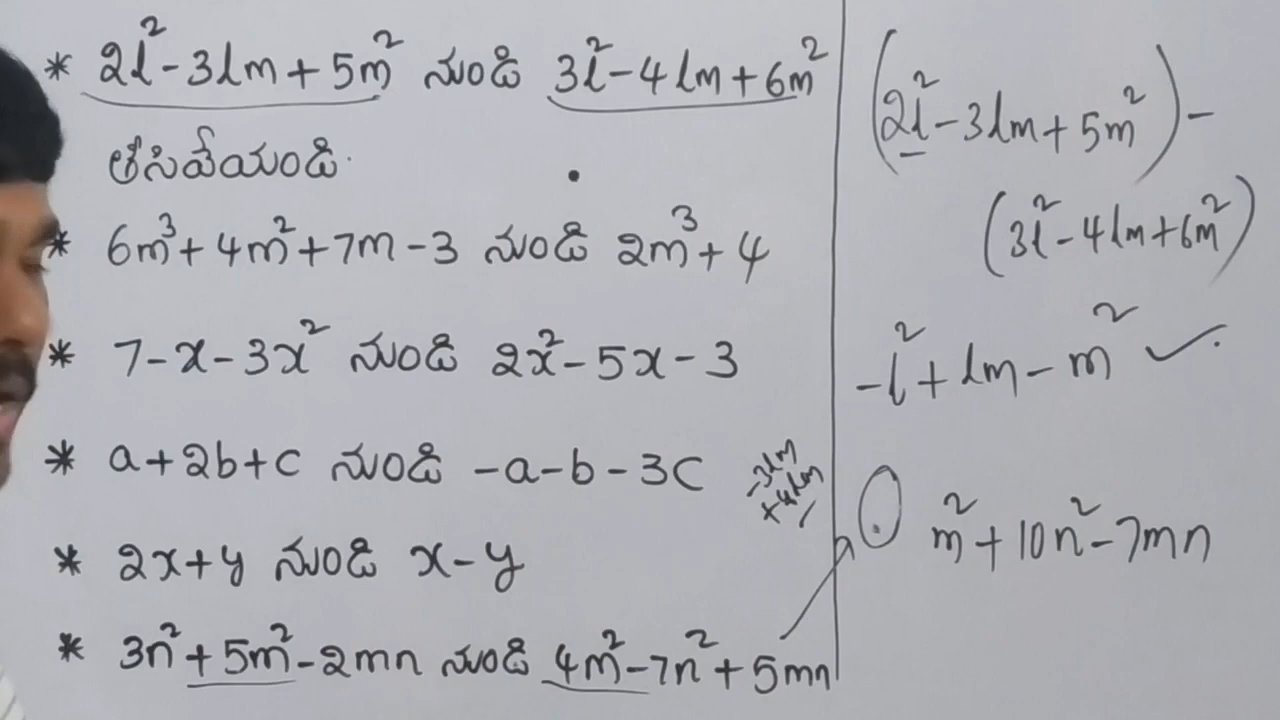 * 2l² - 3lm + 5m² నుండి 3l² - 4lm + 6m²
తీసివేయండి.
* 6m³ + 4m² + 7m - 3 నుండి 2m³ + 4
* 7 - x - 3x² నుండి 2x² - 5x - 3
* a + 2b + c నుండి -a - b - 3c
* 2x + y నుండి x - y
* 3n² + 5m² - 2mn నుండి 4m² - 7n² + 5mn
(2l² - 3lm + 5m²) -
(3l² - 4lm + 6m²)
-l² + lm - m² ✓
-3lm
+4lm
m² + 10n² - 7mn